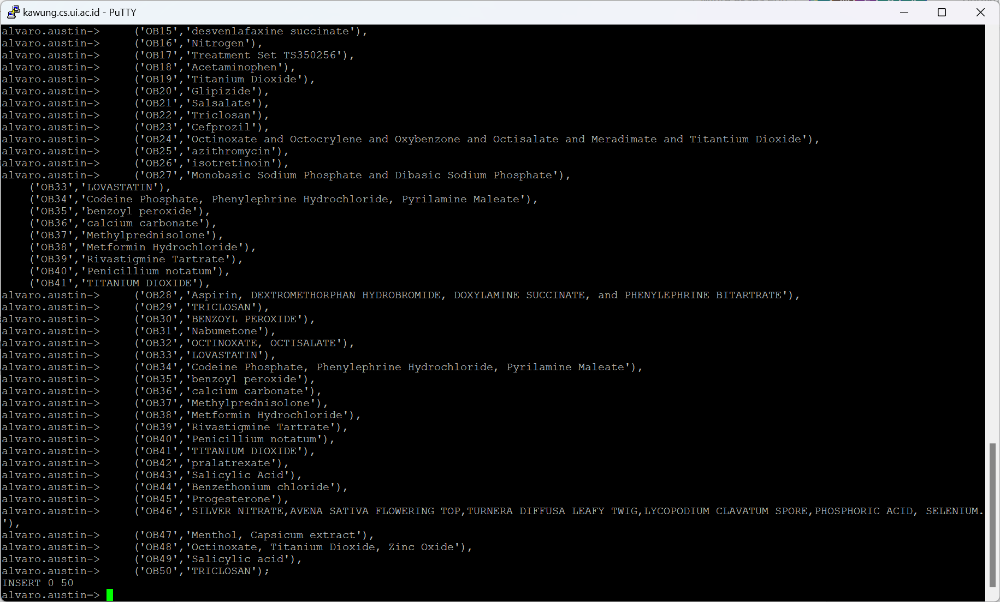 kawung.cs.ui.ac.id - PuTTY
alvaro.austin->     ('OB15','desvenlafaxine succinate'),
alvaro.austin->     ('OB16','Nitrogen'),
alvaro.austin->     ('OB17','Treatment Set TS350256'),
alvaro.austin->     ('OB18','Acetaminophen'),
alvaro.austin->     ('OB19','Titanium Dioxide'),
alvaro.austin->     ('OB20','Glipizide'),
alvaro.austin->     ('OB21','Salsalate'),
alvaro.austin->     ('OB22','Triclosan'),
alvaro.austin->     ('OB23','Cefprozil'),
alvaro.austin->     ('OB24','Octinoxate and Octocrylene and Oxybenzone and Octisalate and Meradimate and Titantium Dioxide'),
alvaro.austin->     ('OB25','azithromycin'),
alvaro.austin->     ('OB26','isotretinoin'),
alvaro.austin->     ('OB27','Monobasic Sodium Phosphate and Dibasic Sodium Phosphate'),
    ('OB33','LOVASTATIN'),
    ('OB34','Codeine Phosphate, Phenylephrine Hydrochloride, Pyrilamine Maleate'),
    ('OB35','benzoyl peroxide'),
    ('OB36','calcium carbonate'),
    ('OB37','Methylprednisolone'),
    ('OB38','Metformin Hydrochloride'),
    ('OB39','Rivastigmine Tartrate'),
    ('OB40','Penicillium notatum'),
    ('OB41','TITANIUM DIOXIDE'),
alvaro.austin->     ('OB28','Aspirin, DEXTROMETHORPHAN HYDROBROMIDE, DOXYLAMINE SUCCINATE, and PHENYLEPHRINE BITARTRATE'),
alvaro.austin->     ('OB29','TRICLOSAN'),
alvaro.austin->     ('OB30','BENZOYL PEROXIDE'),
alvaro.austin->     ('OB31','Nabumetone'),
alvaro.austin->     ('OB32','OCTINOXATE, OCTISALATE'),
alvaro.austin->     ('OB33','LOVASTATIN'),
alvaro.austin->     ('OB34','Codeine Phosphate, Phenylephrine Hydrochloride, Pyrilamine Maleate'),
alvaro.austin->     ('OB35','benzoyl peroxide'),
alvaro.austin->     ('OB36','calcium carbonate'),
alvaro.austin->     ('OB37','Methylprednisolone'),
alvaro.austin->     ('OB38','Metformin Hydrochloride'),
alvaro.austin->     ('OB39','Rivastigmine Tartrate'),
alvaro.austin->     ('OB40','Penicillium notatum'),
alvaro.austin->     ('OB41','TITANIUM DIOXIDE'),
alvaro.austin->     ('OB42','pralatrexate'),
alvaro.austin->     ('OB43','Salicylic Acid'),
alvaro.austin->     ('OB44','Benzethonium chloride'),
alvaro.austin->     ('OB45','Progesterone'),
alvaro.austin->     ('OB46','SILVER NITRATE,AVENA SATIVA FLOWERING TOP,TURNERA DIFFUSA LEAFY TWIG,LYCOPODIUM CLAVATUM SPORE,PHOSPHORIC ACID, SELENIUM.
'),
alvaro.austin->     ('OB47','Menthol, Capsicum extract'),
alvaro.austin->     ('OB48','Octinoxate, Titanium Dioxide, Zinc Oxide'),
alvaro.austin->     ('OB49','Salicylic acid'),
alvaro.austin->     ('OB50','TRICLOSAN');
INSERT 0 50
alvaro.austin=>